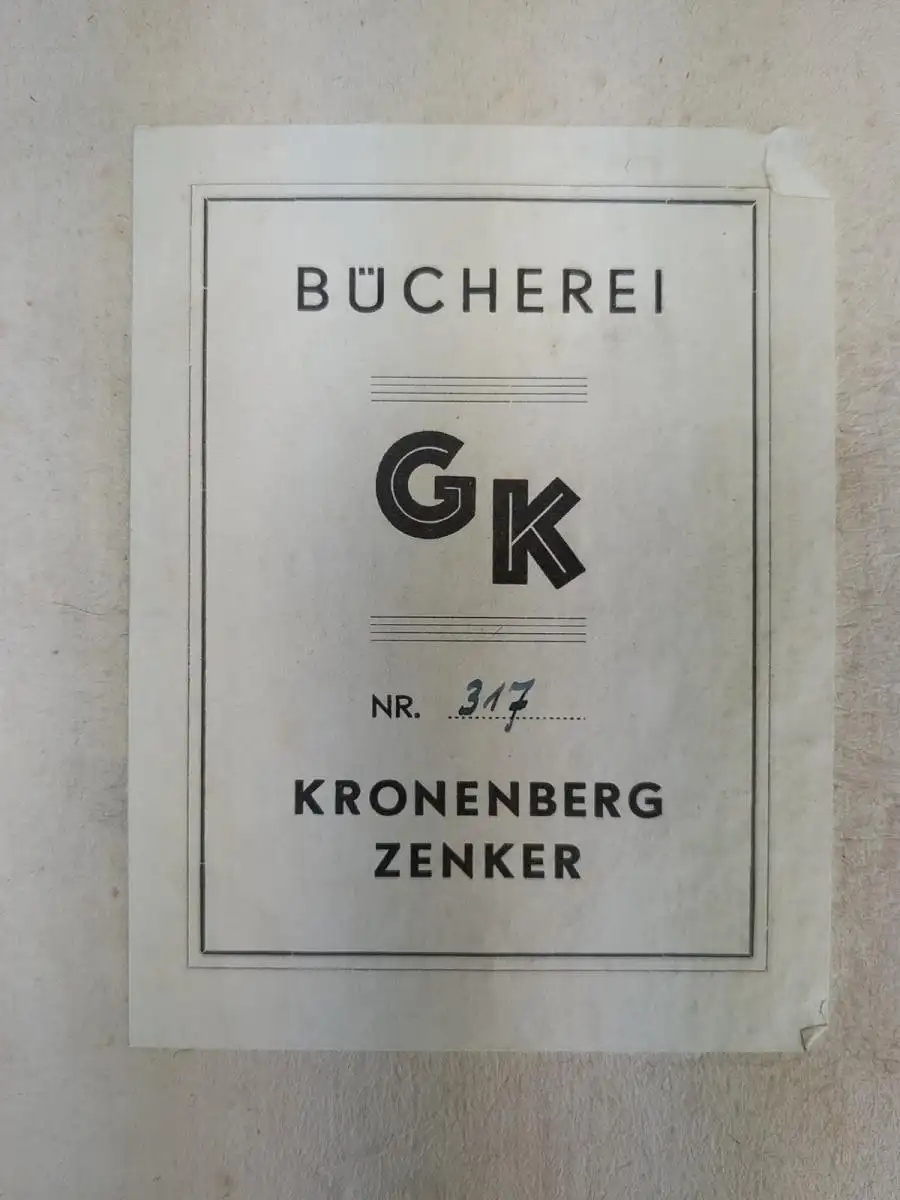 BÜCHEREI
GK
NR. 317
KRONENBERG
ZENKER